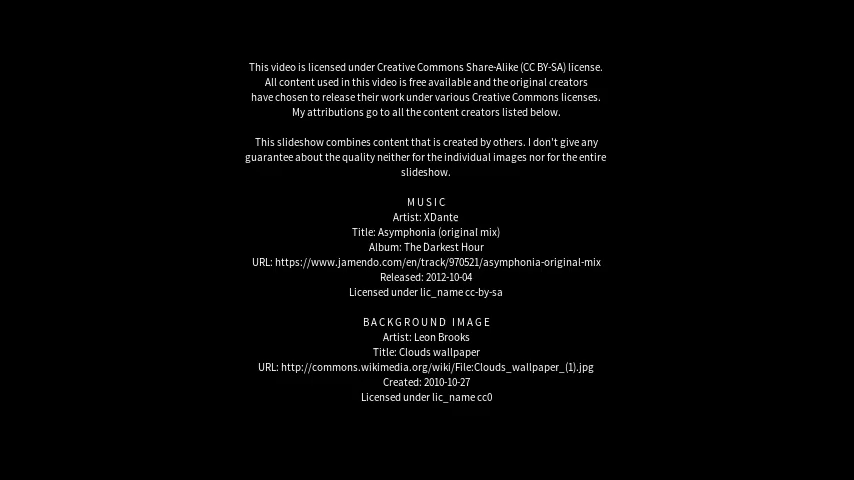 This video is licensed under Creative Commons Share-Alike (CC BY-SA) license.
All content used in this video is free available and the original creators
have chosen to release their work under various Creative Commons licenses.
My attributions go to all the content creators listed below.
This slideshow combines content that is created by others. I don't give any
guarantee about the quality neither for the individual images nor for the entire
slideshow.
MUSIC
Artist: XDante
Title: Asymphonia (original mix)
Album: The Darkest Hour
URL: https://www.jamendo.com/en/track/970521/asymphonia-original-mix
Released: 2012-10-04
Licensed under lic_name cc-by-sa
BACKGROUND IMAGE
Artist: Leon Brooks
Title: Clouds wallpaper
URL: http://commons.wikimedia.org/wiki/File:Clouds_wallpaper_(1).jpg
Created: 2010-10-27
Licensed under lic_name cc0